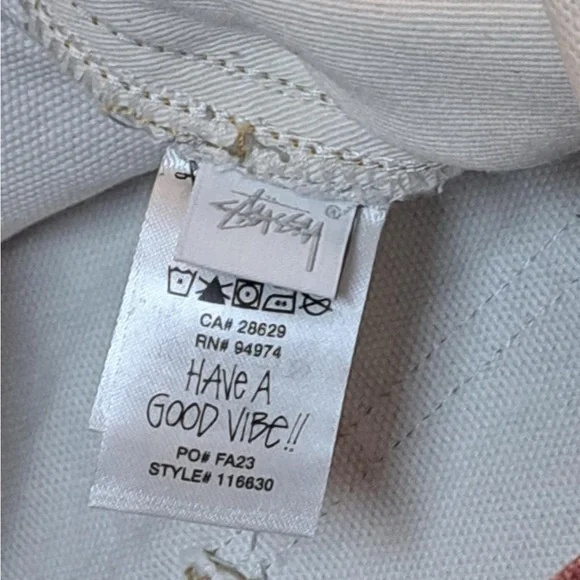 Stüssy ®
CA# 28629
RN# 94974
HAVE A
GOOD VIBE!!
PO# FA23
STYLE# 116630